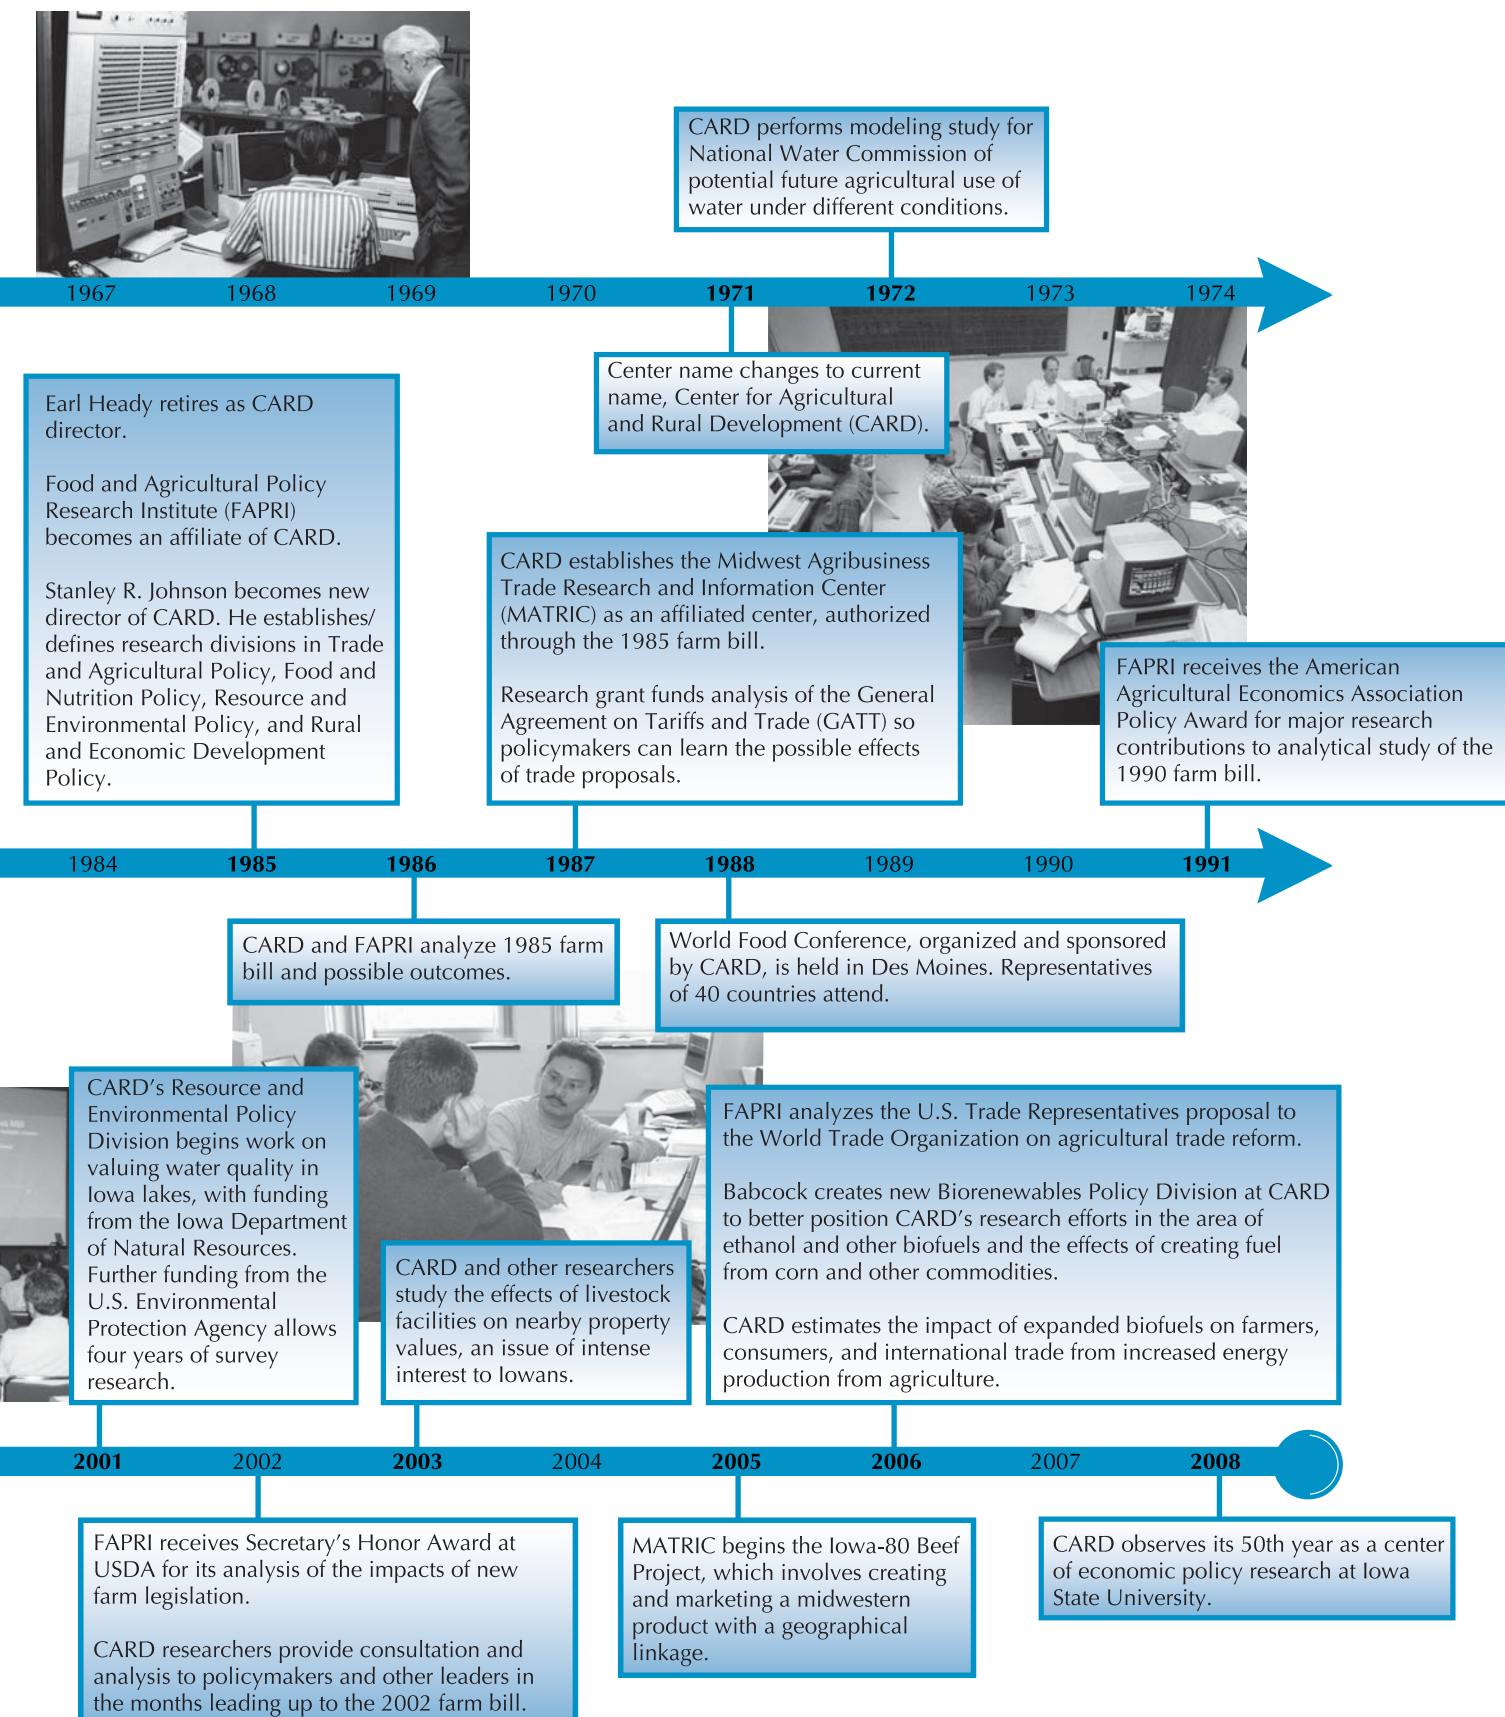 CARD performs modeling study for
National Water Commission of
potential future agricultural use of
water under different conditions.
1967 1968 1969 1970 1971 1972 1973 1974
Center name changes to current
name, Center for Agricultural
and Rural Development (CARD).
Earl Heady retires as CARD
director.
Food and Agricultural Policy
Research Institute (FAPRI)
becomes an affiliate of CARD.
Stanley R. Johnson becomes new
director of CARD. He establishes/
defines research divisions in Trade
and Agricultural Policy, Food and
Nutrition Policy, Resource and
Environmental Policy, and Rural
and Economic Development
Policy.
CARD establishes the Midwest Agribusiness
Trade Research and Information Center
(MATRIC) as an affiliated center, authorized
through the 1985 farm bill.
Research grant funds analysis of the General
Agreement on Tariffs and Trade (GATT) so
policymakers can learn the possible effects
of trade proposals.
FAPRI receives the American
Agricultural Economics Association
Policy Award for major research
contributions to analytical study of the
1990 farm bill.
1984 1985 1986 1987 1988 1989 1990 1991
CARD and FAPRI analyze 1985 farm
bill and possible outcomes.
World Food Conference, organized and sponsored
by CARD, is held in Des Moines. Representatives
of 40 countries attend.
CARD's Resource and
Environmental Policy
Division begins work on
valuing water quality in
Iowa lakes, with funding
from the Iowa Department
of Natural Resources.
Further funding from the
U.S. Environmental
Protection Agency allows
four years of survey
research.
CARD and other researchers
study the effects of livestock
facilities on nearby property
values, an issue of intense
interest to Iowans.
FAPRI analyzes the U.S. Trade Representatives proposal to
the World Trade Organization on agricultural trade reform.
Babcock creates new Biorenewables Policy Division at CARD
to better position CARD's research efforts in the area of
ethanol and other biofuels and the effects of creating fuel
from corn and other commodities.
CARD estimates the impact of expanded biofuels on farmers,
consumers, and international trade from increased energy
production from agriculture.
2001 2002 2003 2004 2005 2006 2007 2008
FAPRI receives Secretary's Honor Award at
USDA for its analysis of the impacts of new
farm legislation.
CARD researchers provide consultation and
analysis to policymakers and other leaders in
the months leading up to the 2002 farm bill.
MATRIC begins the Iowa-80 Beef
Project, which involves creating
and marketing a midwestern
product with a geographical
linkage.
CARD observes its 50th year as a center
of economic policy research at Iowa
State University.